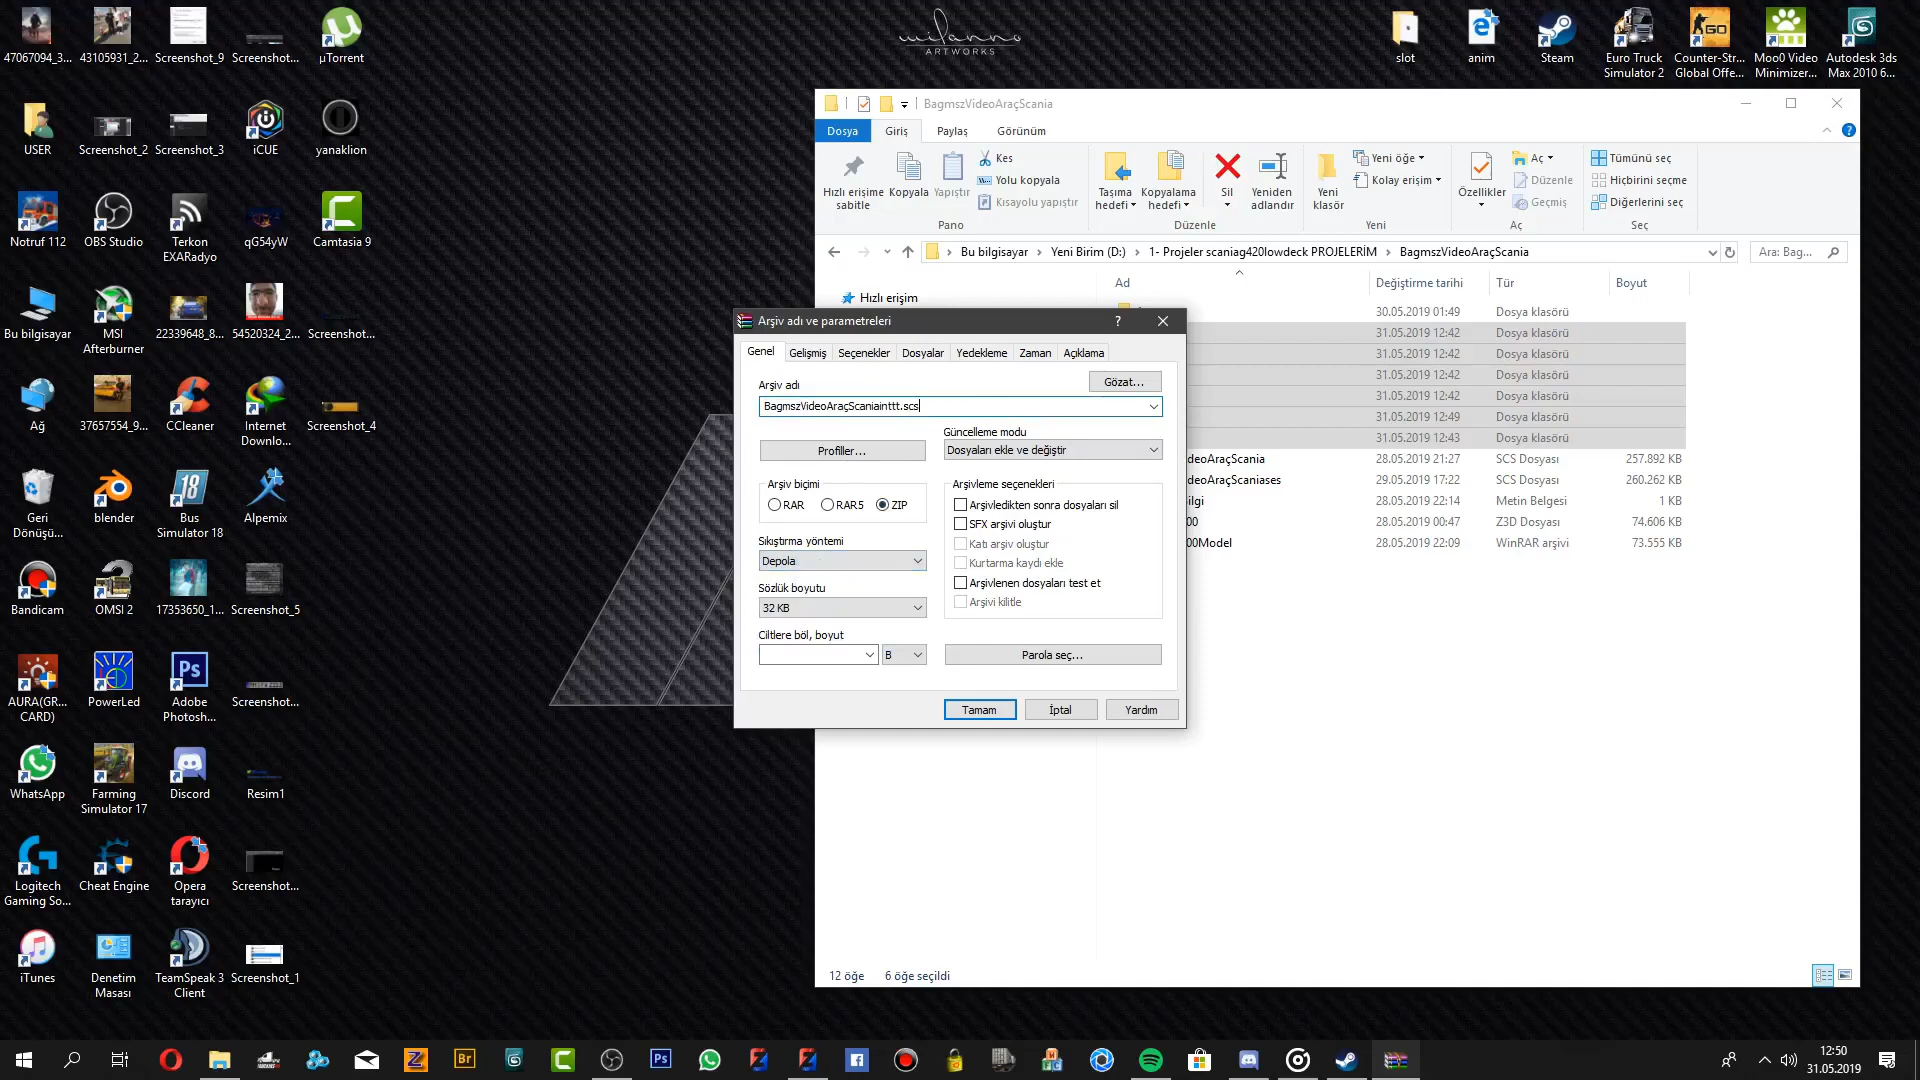 47067094_3...
43105931_2...
Screenshot_9
Screenshot...
µTorrent
milanno
ARTWORKS
slot
anim
Steam
Euro Truck
Simulator 2
Counter-Str...
Global Offe...
Moo0 Video
Minimizer...
Autodesk 3ds
Max 2010 6...
USER
Screenshot_2
Screenshot_3
iCUE
yanaklion
Notruf 112
OBS Studio
Terkon
EXARadyo
qG54yW
Camtasia 9
Bu bilgisayar
MSI
Afterburner
22339648_8...
54520324_2...
Screenshot...
Ağ
37657554_9...
CCleaner
Internet
Downlo...
Screenshot_4
Geri
Dönüşü...
blender
Bus
Simulator 18
Alpemix
Bandicam
OMSI 2
17353650_1...
Screenshot_5
AURA(GR...
CARD)
PowerLed
Adobe
Photosh...
Screenshot...
WhatsApp
Farming
Simulator 17
Discord
Resim1
Logitech
Gaming So...
Cheat Engine
Opera
tarayıcı
Screenshot...
iTunes
Denetim
Masası
TeamSpeak 3
Client
Screenshot_1
BagmszVideoAraçScania
Dosya
Giriş
Paylaş
Görünüm
Hızlı erişime
sabitle
Kopyala
Yapıştır
Kes
Yolu kopyala
Kısayolu yapıştır
Pano
Taşıma
hedefi
Kopyalama
hedefi
Sil
Yeniden
adlandır
Düzenle
Yeni
klasör
Yeni öğe
Kolay erişim
Yeni
Özellikler
Aç
Düzenle
Geçmiş
Aç
Tümünü seç
Hiçbirini seçme
Diğerlerini seç
Seç
Bu bilgisayar › Yeni Birim (D:) › 1- Projeler scaniag420lowdeck PROJELERİM › BagmszVideoAraçScania
Ara: Bag...
Hızlı erişim
Ad
Değiştirme tarihi
Tür
Boyut
30.05.2019 01:49 Dosya klasörü
31.05.2019 12:42 Dosya klasörü
31.05.2019 12:42 Dosya klasörü
31.05.2019 12:42 Dosya klasörü
31.05.2019 12:42 Dosya klasörü
31.05.2019 12:49 Dosya klasörü
31.05.2019 12:43 Dosya klasörü
deoAraçScania 28.05.2019 21:27 SCS Dosyası 257.892 KB
deoAraçScaniases 29.05.2019 17:22 SCS Dosyası 260.262 KB
ilgi 28.05.2019 22:14 Metin Belgesi 1 KB
00 28.05.2019 00:47 Z3D Dosyası 74.606 KB
00Model 28.05.2019 22:09 WinRAR arşivi 73.555 KB
12 öğe
6 öğe seçildi
Arşiv adı ve parametreleri
?
Genel
Gelişmiş
Seçenekler
Dosyalar
Yedekleme
Zaman
Açıklama
Arşiv adı
Gözat...
BagmszVideoAraçScaniainttt.scs
Profiller...
Güncelleme modu
Dosyaları ekle ve değiştir
Arşiv biçimi
RAR
RAR5
ZIP
Sıkıştırma yöntemi
Depola
Sözlük boyutu
32 KB
Ciltlere böl, boyut
B
Arşivleme seçenekleri
Arşivledikten sonra dosyaları sil
SFX arşivi oluştur
Katı arşiv oluştur
Kurtarma kaydı ekle
Arşivlenen dosyaları test et
Arşivi kilitle
Parola seç...
Tamam
İptal
Yardım
12:50
31.05.2019